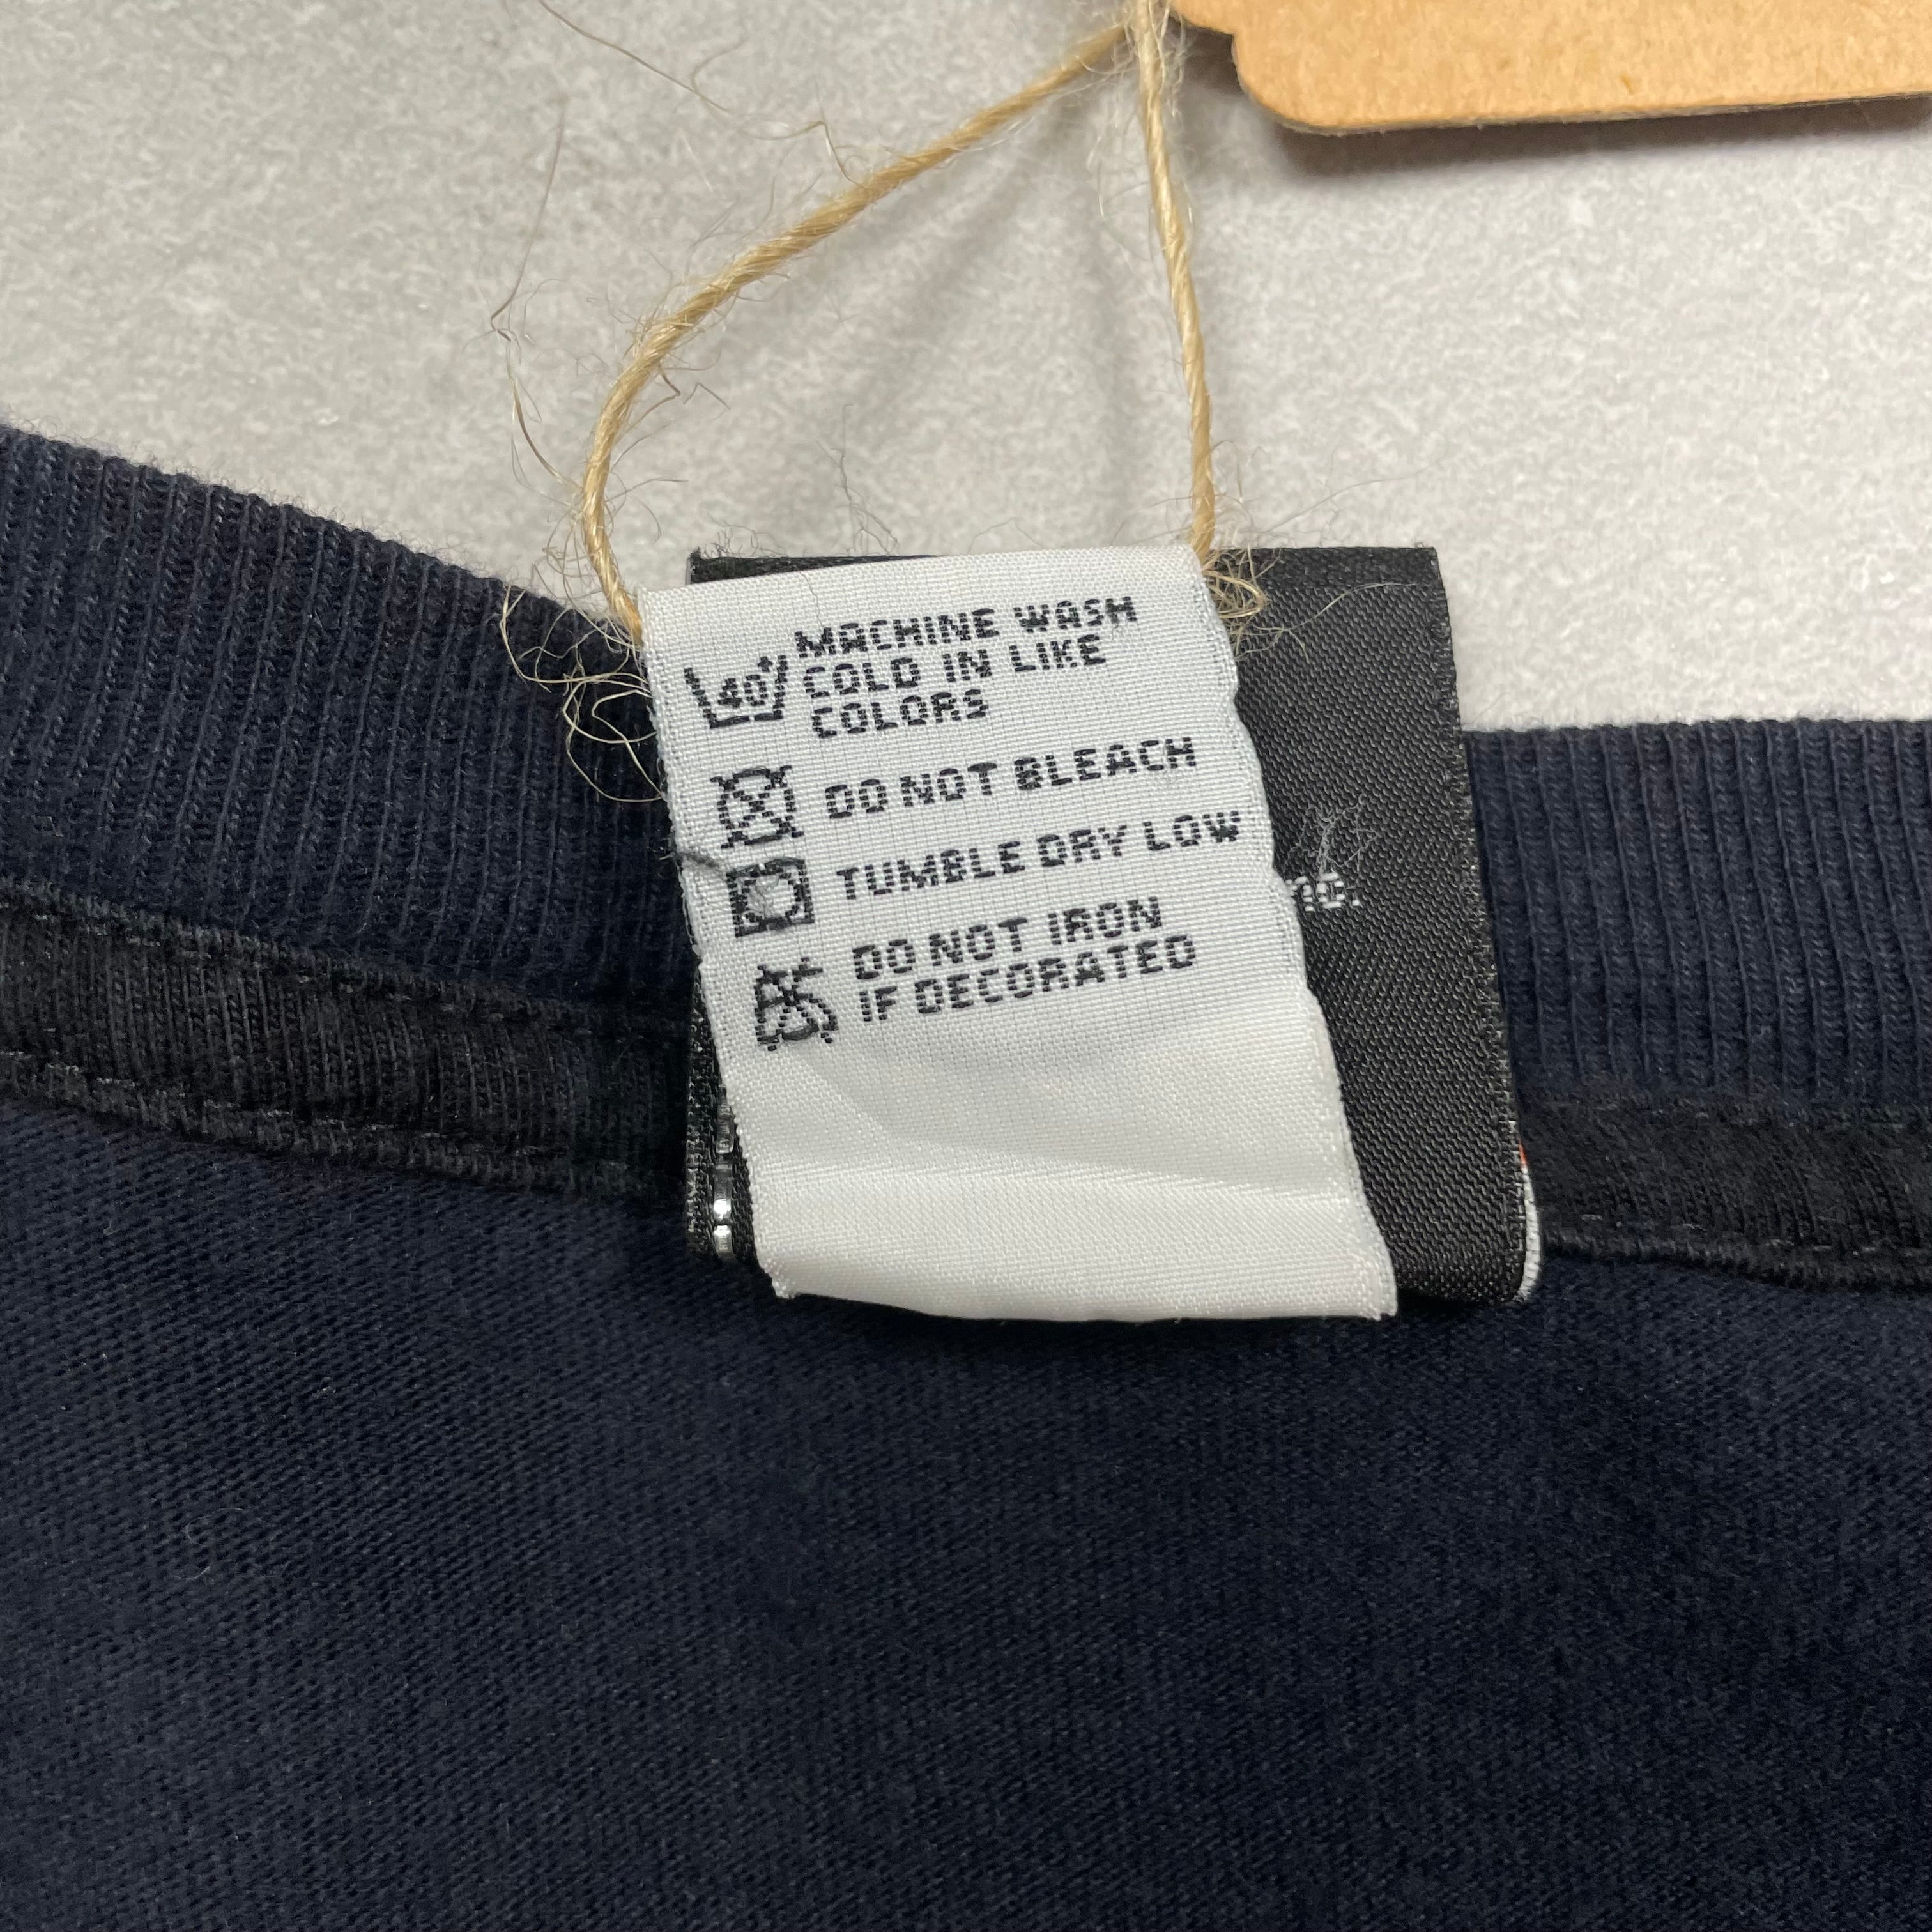 MACHINE WASH
COLD IN LIKE
COLORS
40°
DO NOT BLEACH
TUMBLE DRY LOW
DO NOT IRON
IF DECORATED